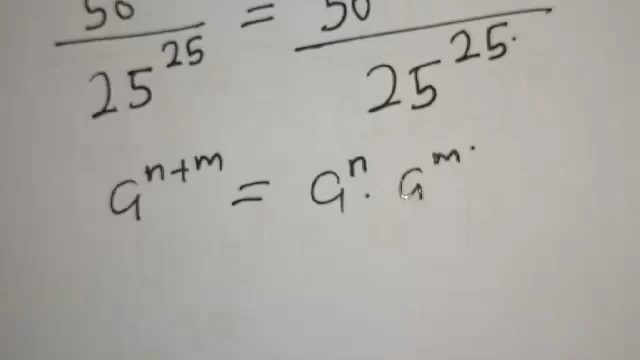 50/25^25 = 50/25^25.
a^n+m = a^n . a^m .